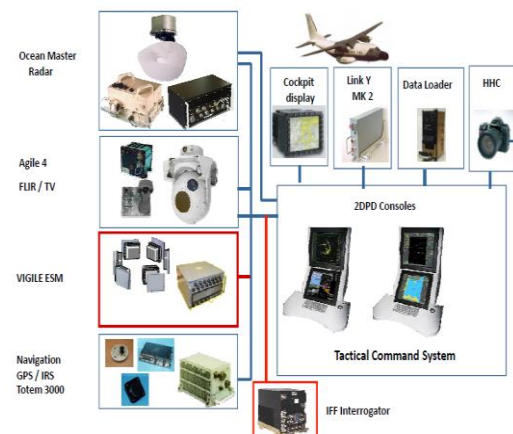 Ocean Master
Radar
Cockpit
display
Link Y
MK 2
Data Loader
HHC
Agile 4
FLIR / TV
2DPD Consoles
VIGILE ESM
Tactical Command System
Navigation
GPS / IRS
Totem 3000
IFF Interrogator